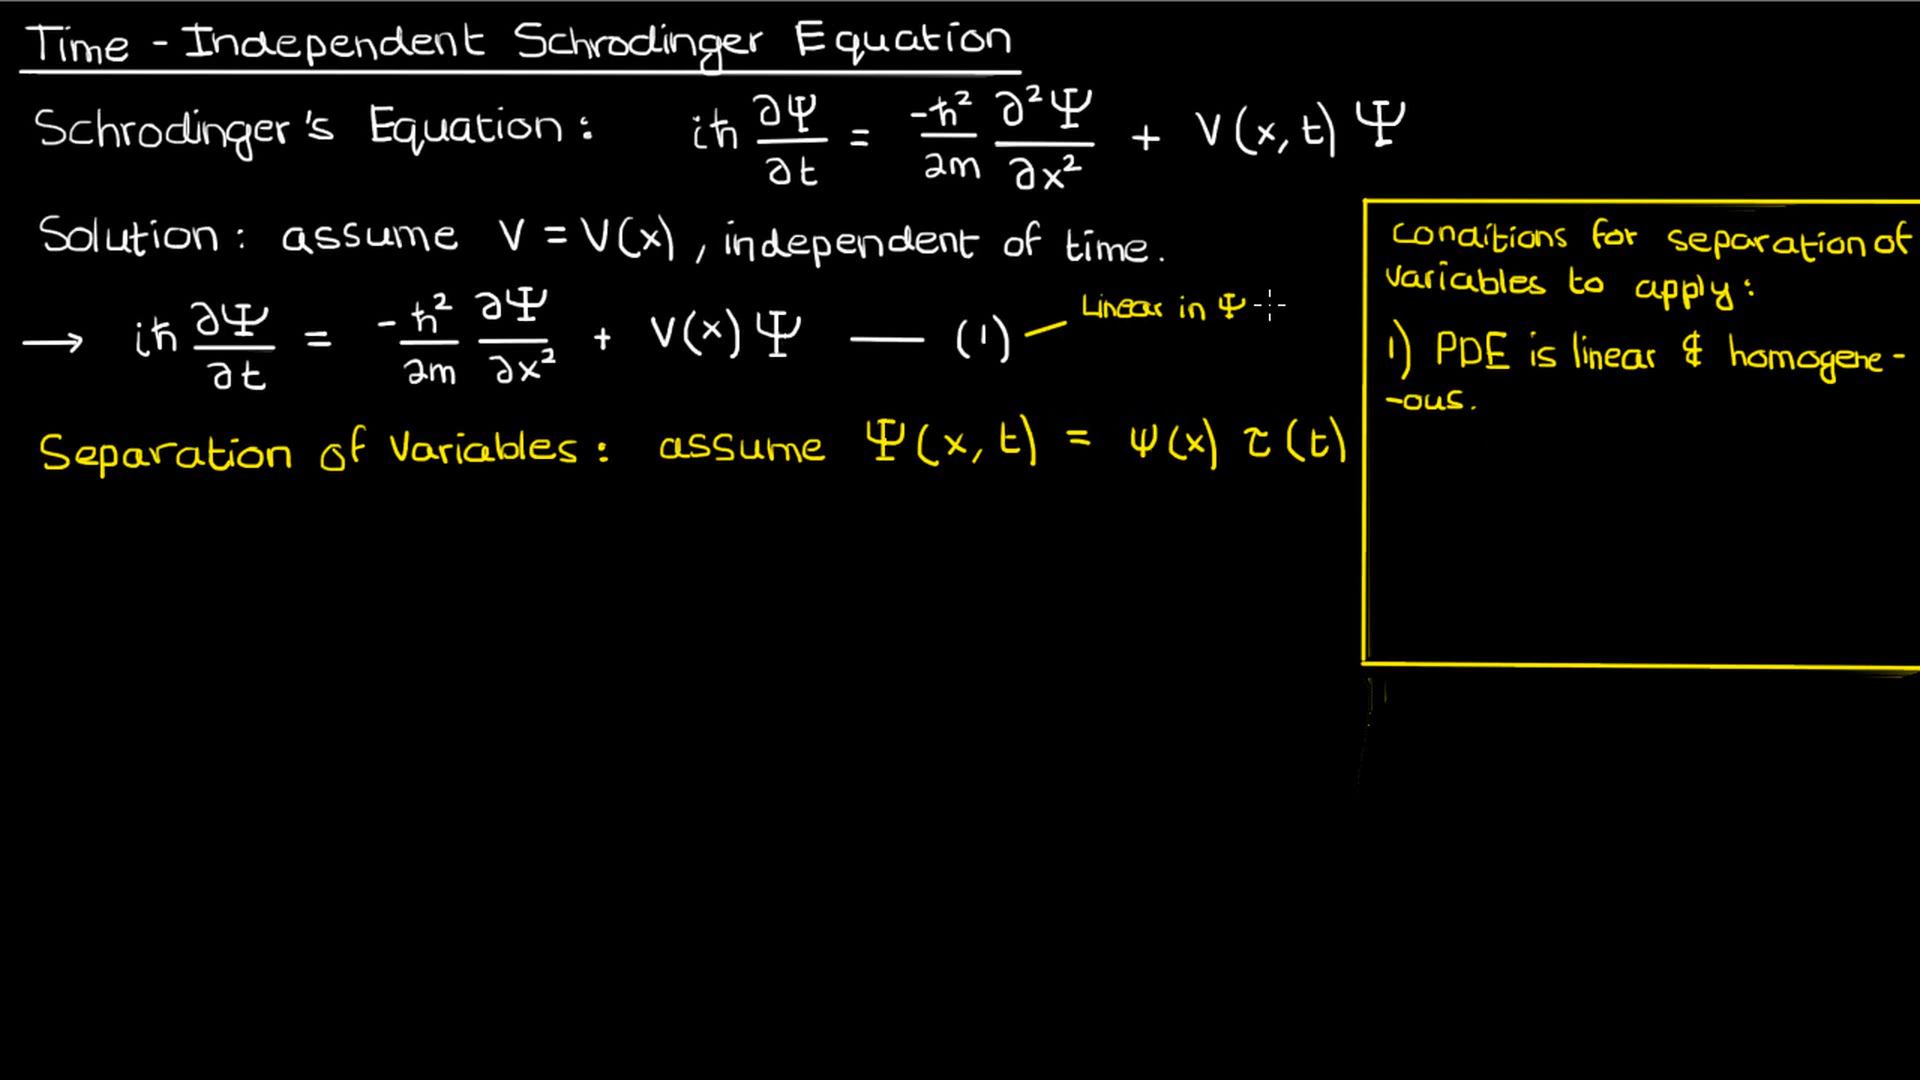 Time - Independent Schrodinger Equation
Schrodinger's Equation: iħ ∂Ψ/∂t = -ħ²/2m ∂²Ψ/∂x² + V(x,t) Ψ
Solution: assume V = V(x), independent of time.
→ iħ ∂Ψ/∂t = -ħ²/2m ∂Ψ/∂x² + V(x) Ψ — (1)
Linear in Ψ -
Separation of Variables: assume Ψ(x,t) = ψ(x) τ(t)
conditions for separation of
variables to apply:
1) PDE is linear & homogene-
-ous.